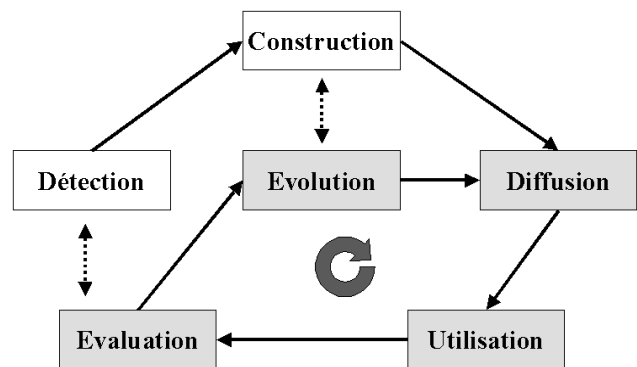 Construction
Détection
Evolution
Diffusion
Evaluation
Utilisation